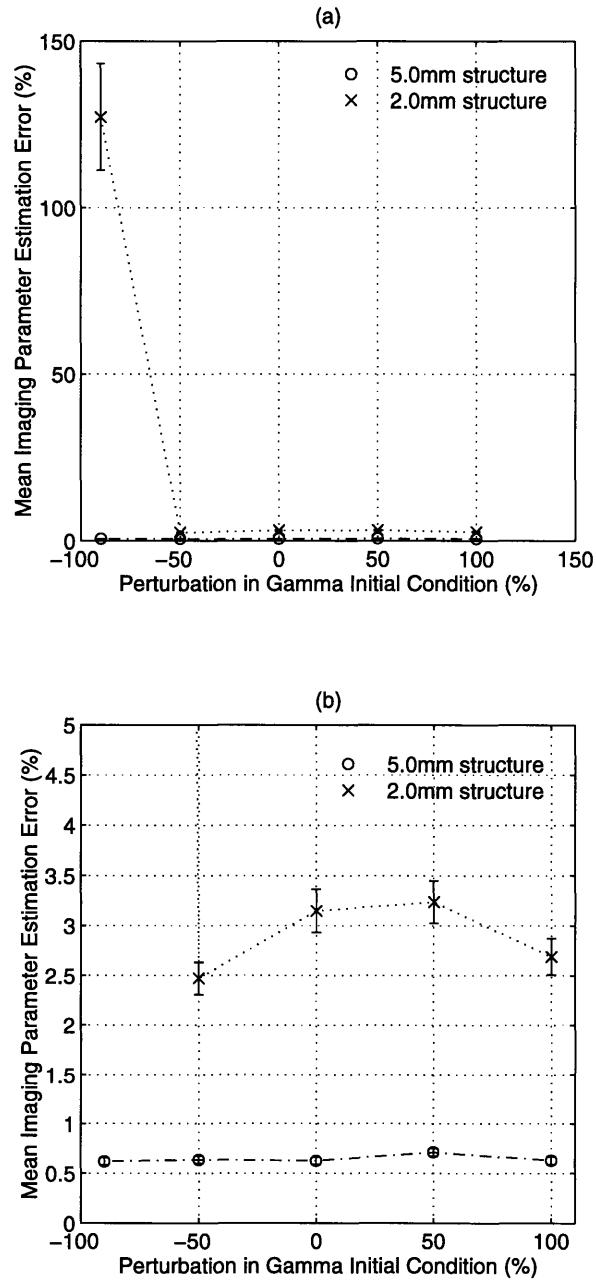 (a)
Mean Imaging Parameter Estimation Error (%)
150
100
50
0
5.0mm structure
2.0mm structure
−100 −50 0 50 100 150
Perturbation in Gamma Initial Condition (%)
(b)
Mean Imaging Parameter Estimation Error (%)
5
4.5
4
3.5
3
2.5
2
1.5
1
0.5
0
5.0mm structure
2.0mm structure
−100 −50 0 50 100
Perturbation in Gamma Initial Condition (%)